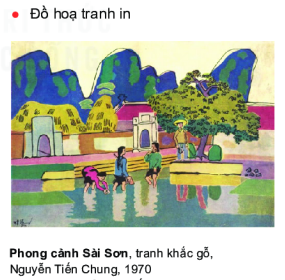 Đồ hoạ tranh in
Phong cảnh Sài Sơn, tranh khắc gỗ,
Nguyễn Tiến Chung, 1970